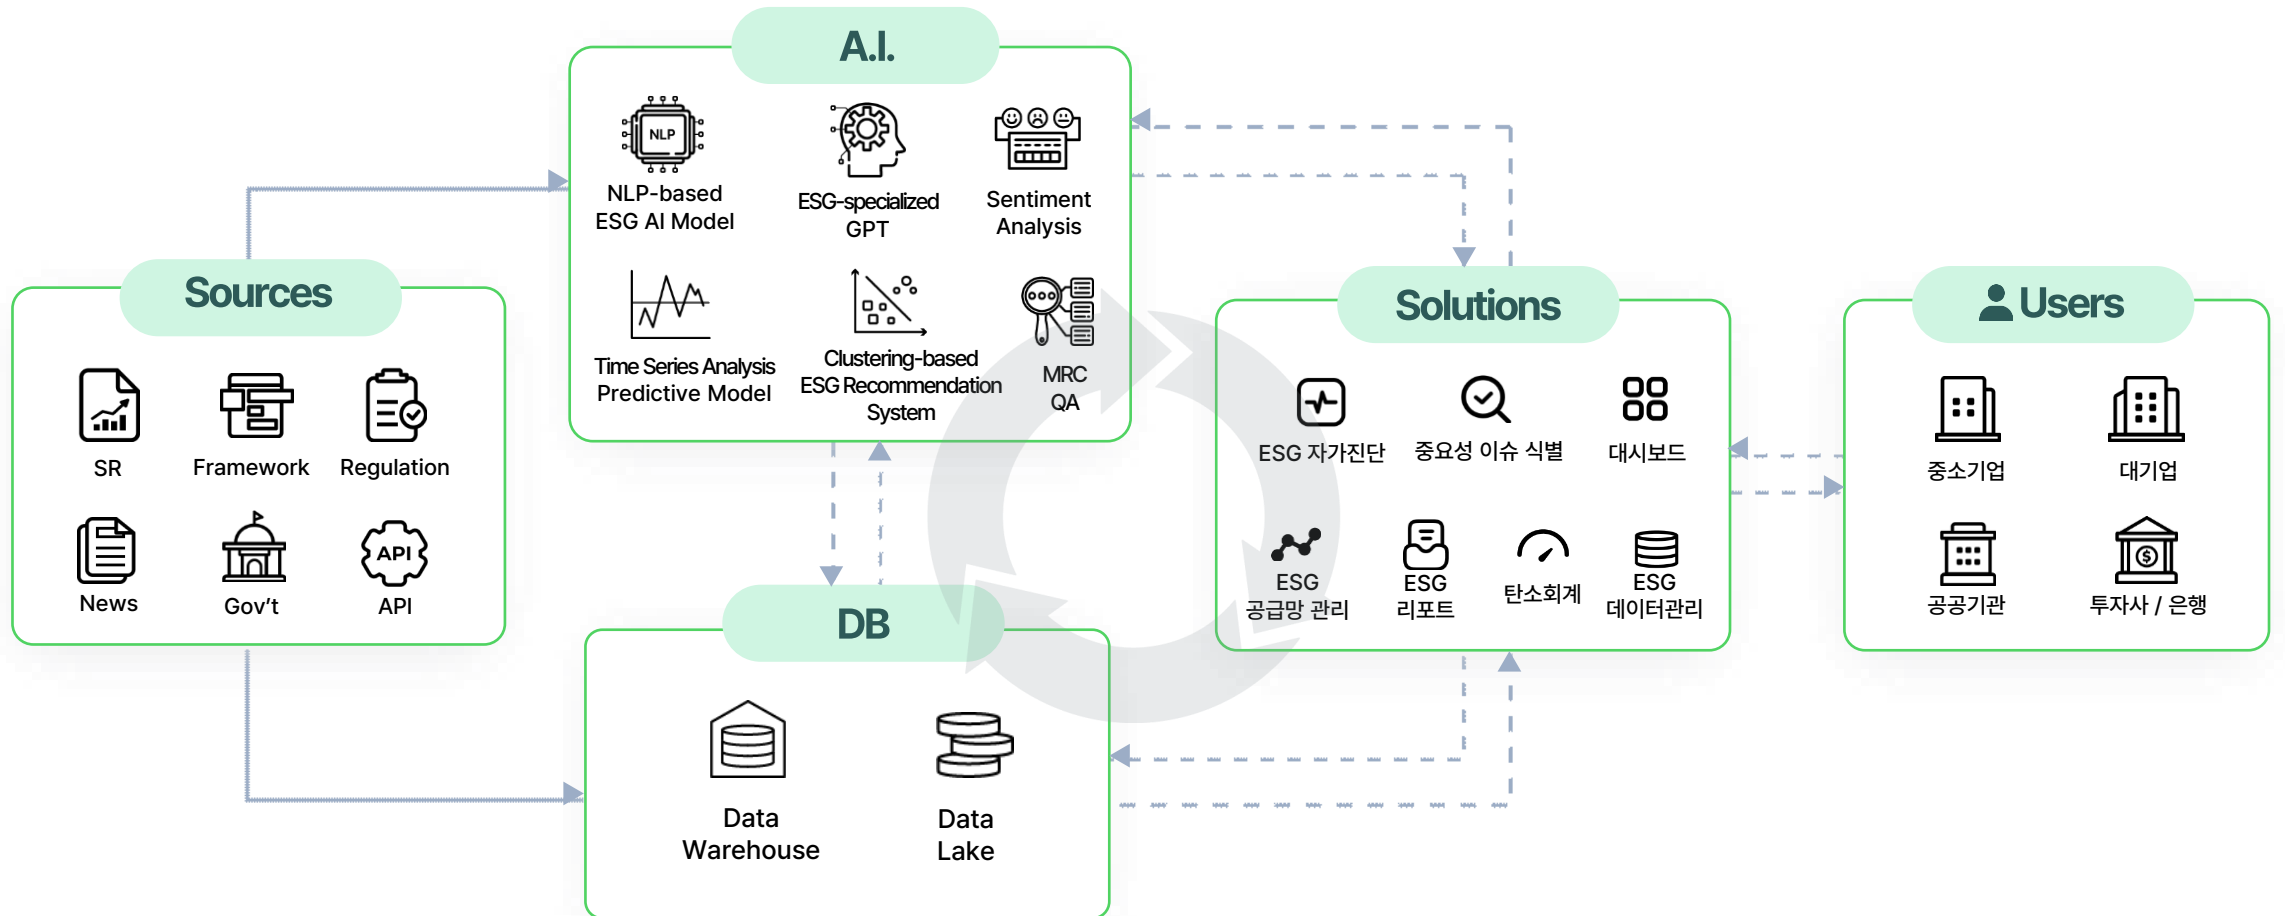 A.I.
NLP
NLP-based
ESG AI Model
ESG-specialized
GPT
Sentiment
Analysis
Time Series Analysis
Predictive Model
Clustering-based
ESG Recommendation
System
MRC
QA
Sources
SR
Framework
Regulation
News
Gov't
API
API
DB
Data
Warehouse
Data
Lake
Solutions
ESG 자가진단
중요성 이슈 식별
대시보드
ESG
공급망 관리
ESG
리포트
탄소회계
ESG
데이터관리
Users
중소기업
대기업
공공기관
$
투자사 / 은행